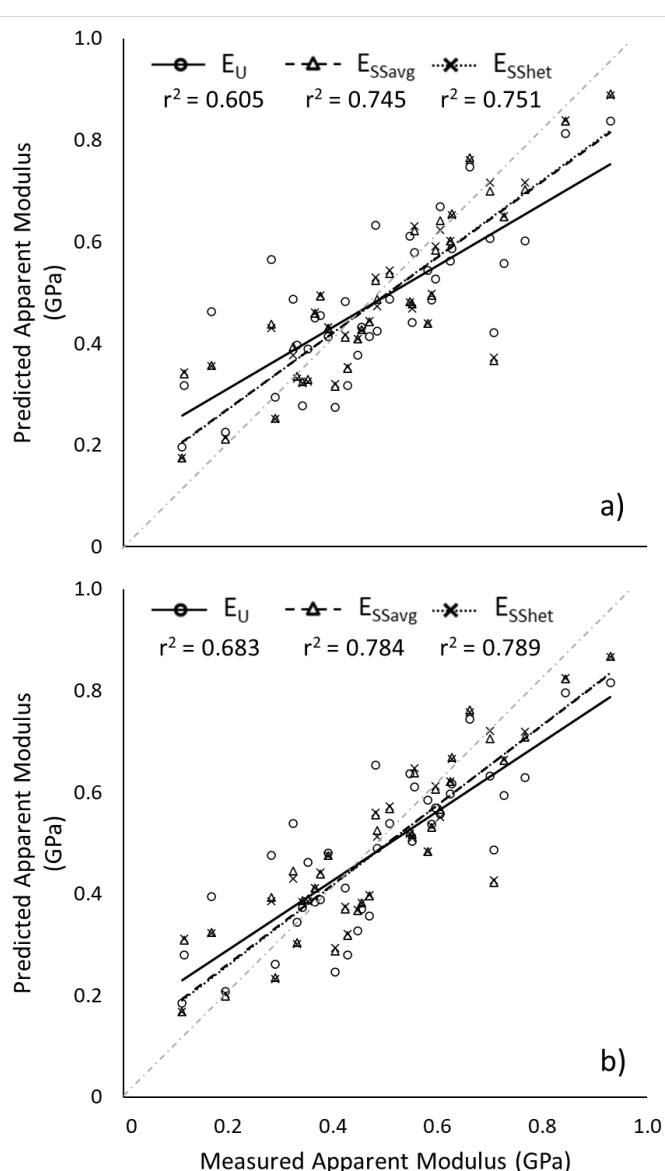 1.0
E_U E_SSavg E_SShet
r² = 0.605 r² = 0.745 r² = 0.751
0.8
0.6
0.4
0.2
0
Predicted Apparent Modulus
(GPa)
a)
1.0
E_U E_SSavg E_SShet
r² = 0.683 r² = 0.784 r² = 0.789
0.8
0.6
0.4
0.2
0
Predicted Apparent Modulus
(GPa)
b)
0 0.2 0.4 0.6 0.8 1.0
Measured Apparent Modulus (GPa)